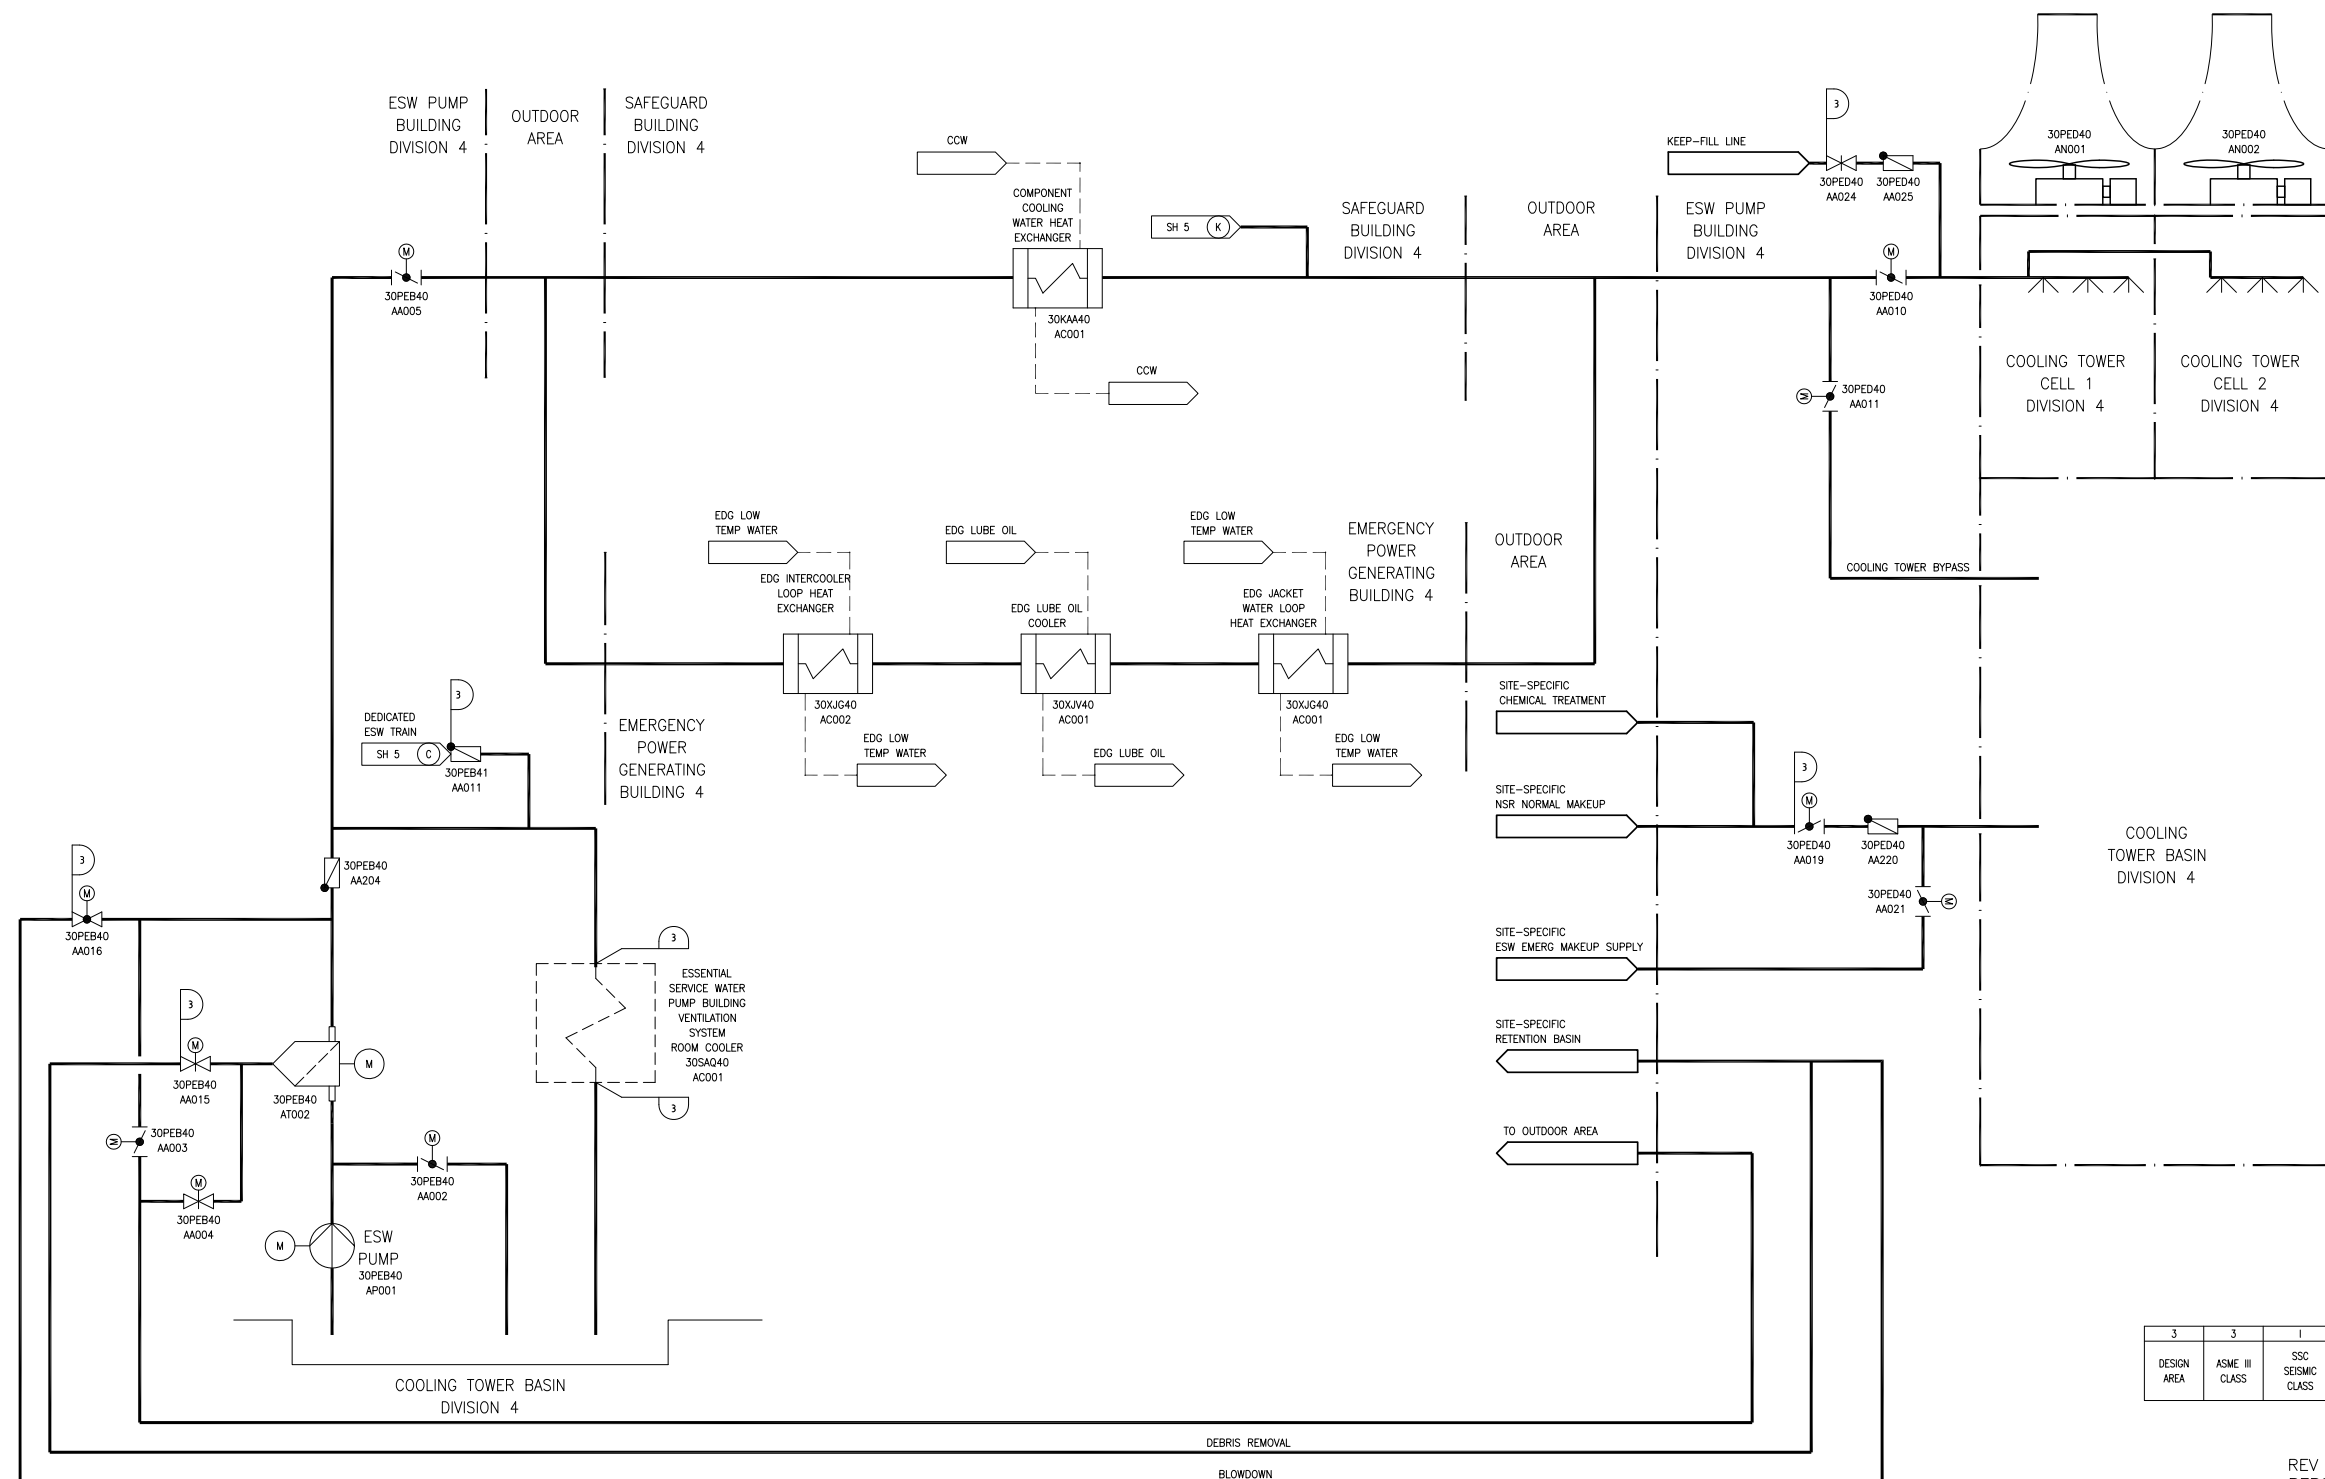 ESW PUMP
BUILDING
DIVISION 4
OUTDOOR
AREA
SAFEGUARD
BUILDING
DIVISION 4
CCW
COMPONENT
COOLING
WATER HEAT
EXCHANGER
30KAA40
AC001
CCW
SH 5
K
SAFEGUARD
BUILDING
DIVISION 4
OUTDOOR
AREA
ESW PUMP
BUILDING
DIVISION 4
KEEP-FILL LINE
3
30PED40
AA024
30PED40
AA025
30PED40
AN001
30PED40
AN002
M
30PEB40
AA005
M
30PED40
AA010
M
30PED40
AA011
COOLING TOWER
CELL 1
DIVISION 4
COOLING TOWER
CELL 2
DIVISION 4
COOLING TOWER BYPASS
EDG LOW
TEMP WATER
EDG INTERCOOLER
LOOP HEAT
EXCHANGER
30XJG40
AC002
EDG LOW
TEMP WATER
EDG LUBE OIL
EDG LUBE OIL
COOLER
30XJV40
AC001
EDG LUBE OIL
EDG LOW
TEMP WATER
EDG JACKET
WATER LOOP
HEAT EXCHANGER
30XJG40
AC001
EDG LOW
TEMP WATER
EMERGENCY
POWER
GENERATING
BUILDING 4
OUTDOOR
AREA
EMERGENCY
POWER
GENERATING
BUILDING 4
DEDICATED
ESW TRAIN
SH 5
C
3
30PEB41
AA011
SITE-SPECIFIC
CHEMICAL TREATMENT
SITE-SPECIFIC
NSR NORMAL MAKEUP
3
M
30PED40
AA019
30PED40
AA220
30PED40
AA021
M
COOLING
TOWER BASIN
DIVISION 4
SITE-SPECIFIC
ESW EMERG MAKEUP SUPPLY
SITE-SPECIFIC
RETENTION BASIN
TO OUTDOOR AREA
30PEB40
AA204
3
M
30PEB40
AA016
3
M
30PEB40
AA015
30PEB40
AT002
M
M
30PEB40
AA003
M
30PEB40
AA004
M
30PEB40
AA002
M
ESW
PUMP
30PEB40
AP001
3
ESSENTIAL
SERVICE WATER
PUMP BUILDING
VENTILATION
SYSTEM
ROOM COOLER
30SAQ40
AC001
3
COOLING TOWER BASIN
DIVISION 4
DEBRIS REMOVAL
BLOWDOWN
3 3 I
DESIGN
AREA
ASME III
CLASS
SSC
SEISMIC
CLASS
REV